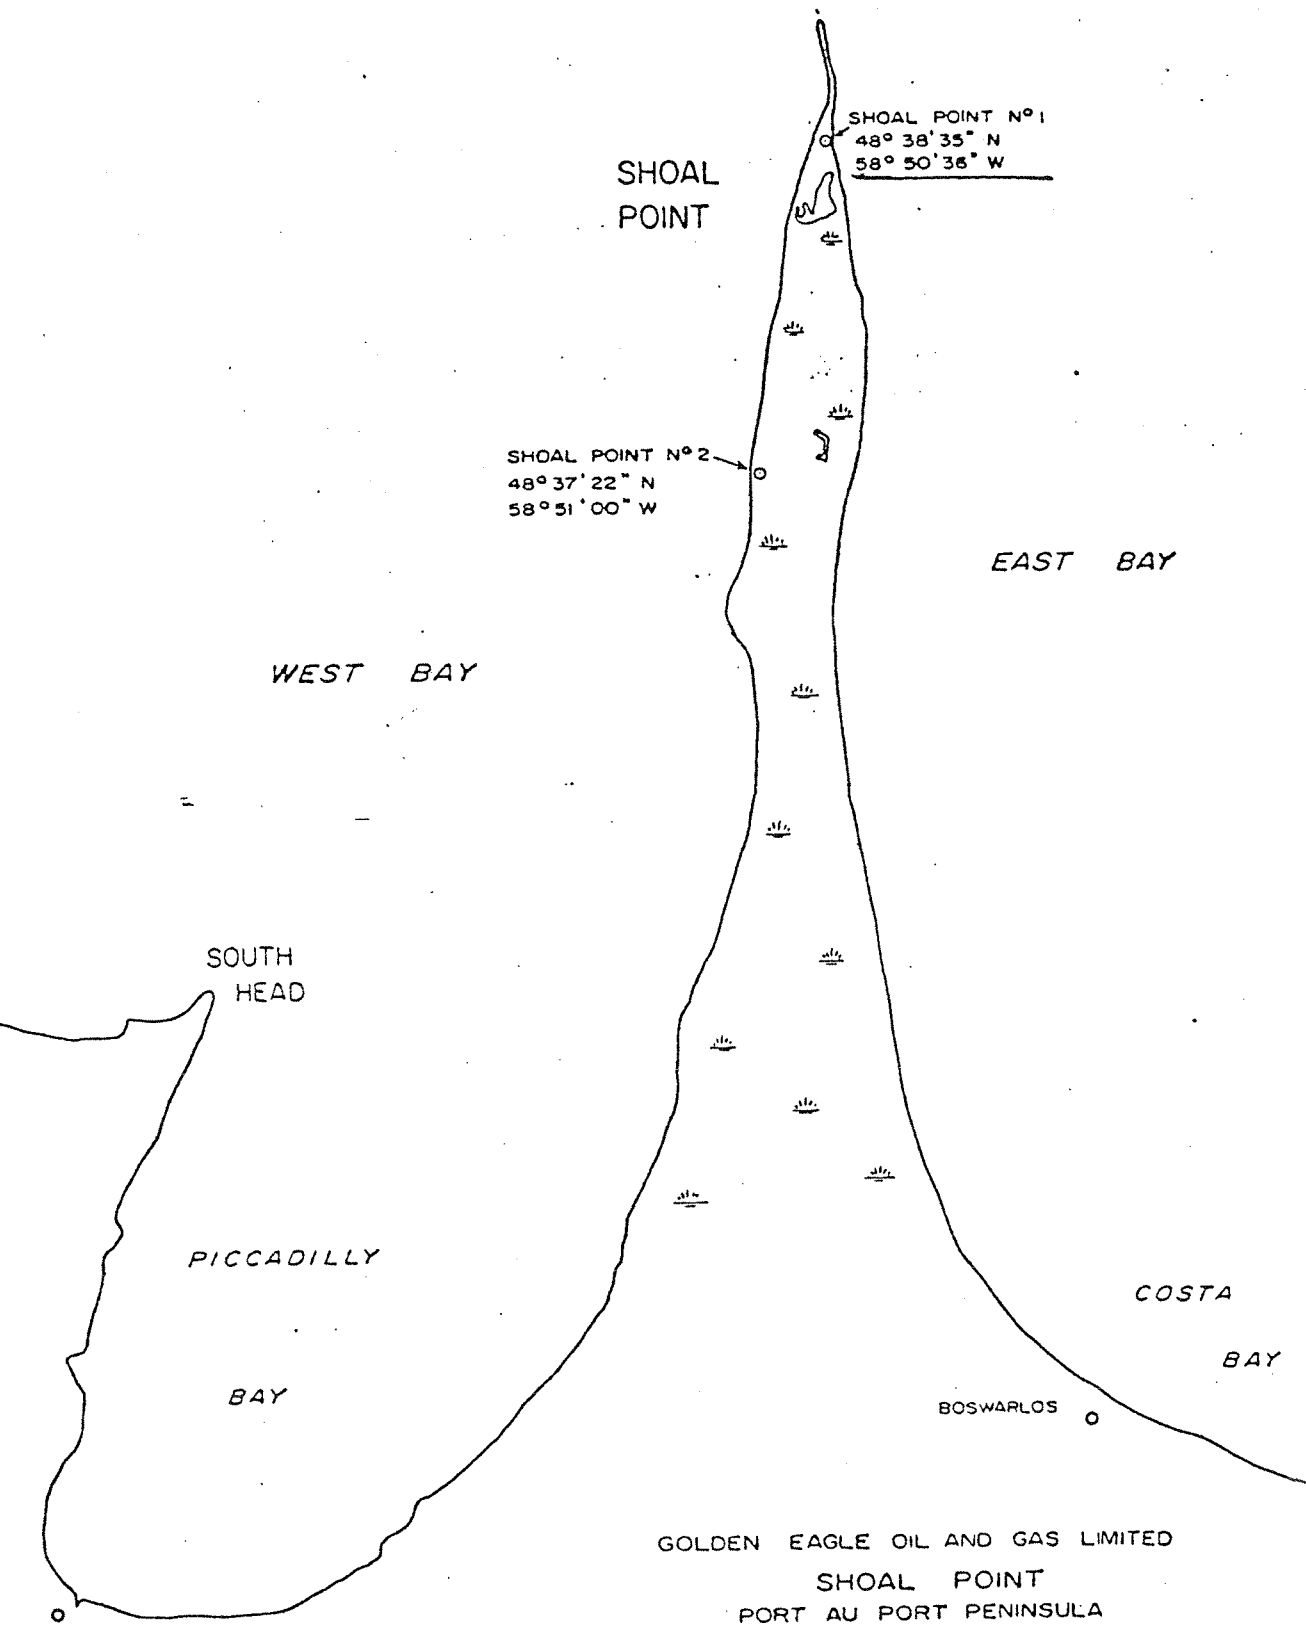 SHOAL POINT Nº 1
48° 38' 35" N
58° 50' 36" W
SHOAL
POINT
SHOAL POINT Nº 2
48° 37' 22" N
58° 51' 00" W
EAST BAY
WEST BAY
SOUTH
HEAD
PICCADILLY
BAY
COSTA
BAY
BOSWARLOS
GOLDEN EAGLE OIL AND GAS LIMITED
SHOAL POINT
PORT AU PORT PENINSULA